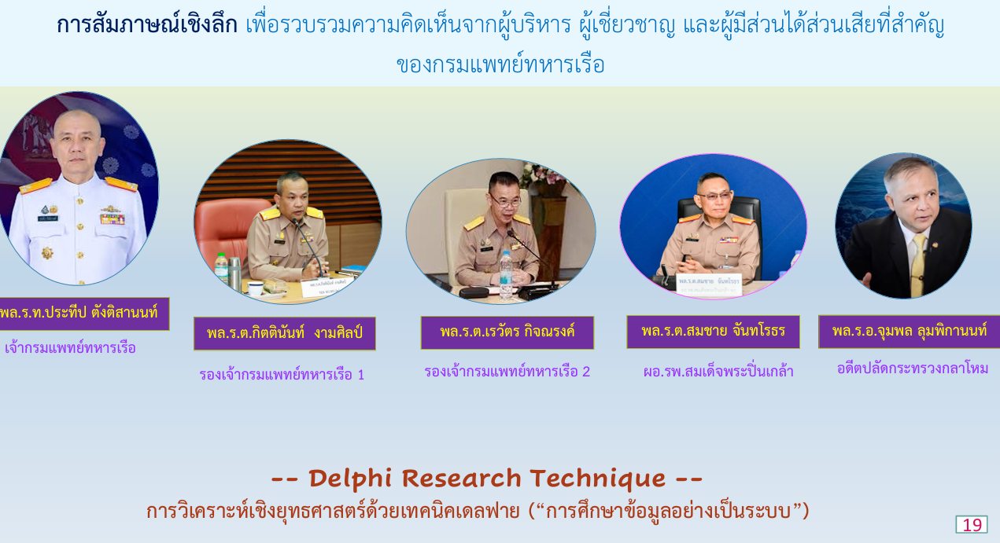 การสัมภาษณ์เชิงลึก เพื่อรวบรวมความคิดเห็นจากผู้บริหาร ผู้เชี่ยวชาญ และผู้มีส่วนได้ส่วนเสียที่สำคัญ
ของกรมแพทย์ทหารเรือ
พล.ร.ต.สมชาย จันทโรธร
พล.ร.ท.ประทีป ตังติสานนท์
พล.ร.ต.กิตตินันท์ งามศิลป์
พล.ร.ต.เรวัตร กิจณรงค์
พล.ร.ต.สมชาย จันทโรธร
พล.ร.อ.จุมพล ลุมพิกานนท์
เจ้ากรมแพทย์ทหารเรือ
รองเจ้ากรมแพทย์ทหารเรือ 1
รองเจ้ากรมแพทย์ทหารเรือ 2
ผอ.รพ.สมเด็จพระปิ่นเกล้า
อดีตปลัดกระทรวงกลาโหม
-- Delphi Research Technique --
การวิเคราะห์เชิงยุทธศาสตร์ด้วยเทคนิคเดลฟาย (“การศึกษาข้อมูลอย่างเป็นระบบ”)
19